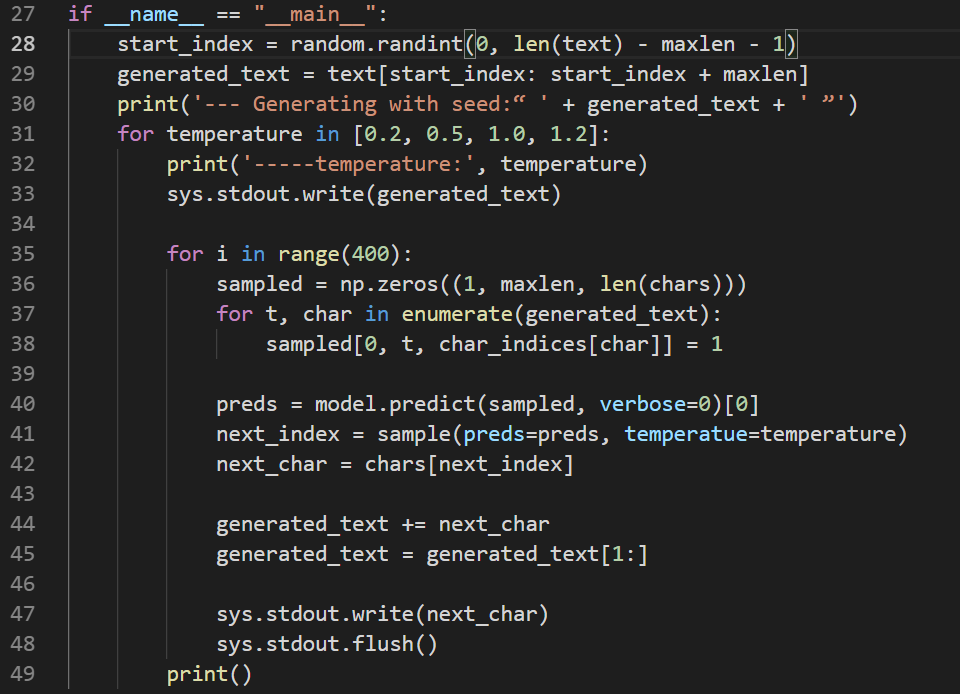 27 if __name__ == "__main__":
28     start_index = random.randint(0, len(text) - maxlen - 1)
29     generated_text = text[start_index: start_index + maxlen]
30     print('--- Generating with seed:“ ' + generated_text + ' ”')
31     for temperature in [0.2, 0.5, 1.0, 1.2]:
32         print('-----temperature:', temperature)
33         sys.stdout.write(generated_text)
34
35         for i in range(400):
36             sampled = np.zeros((1, maxlen, len(chars)))
37             for t, char in enumerate(generated_text):
38                 sampled[0, t, char_indices[char]] = 1
39
40             preds = model.predict(sampled, verbose=0)[0]
41             next_index = sample(preds=preds, temperatue=temperature)
42             next_char = chars[next_index]
43
44             generated_text += next_char
45             generated_text = generated_text[1:]
46
47             sys.stdout.write(next_char)
48             sys.stdout.flush()
49         print()